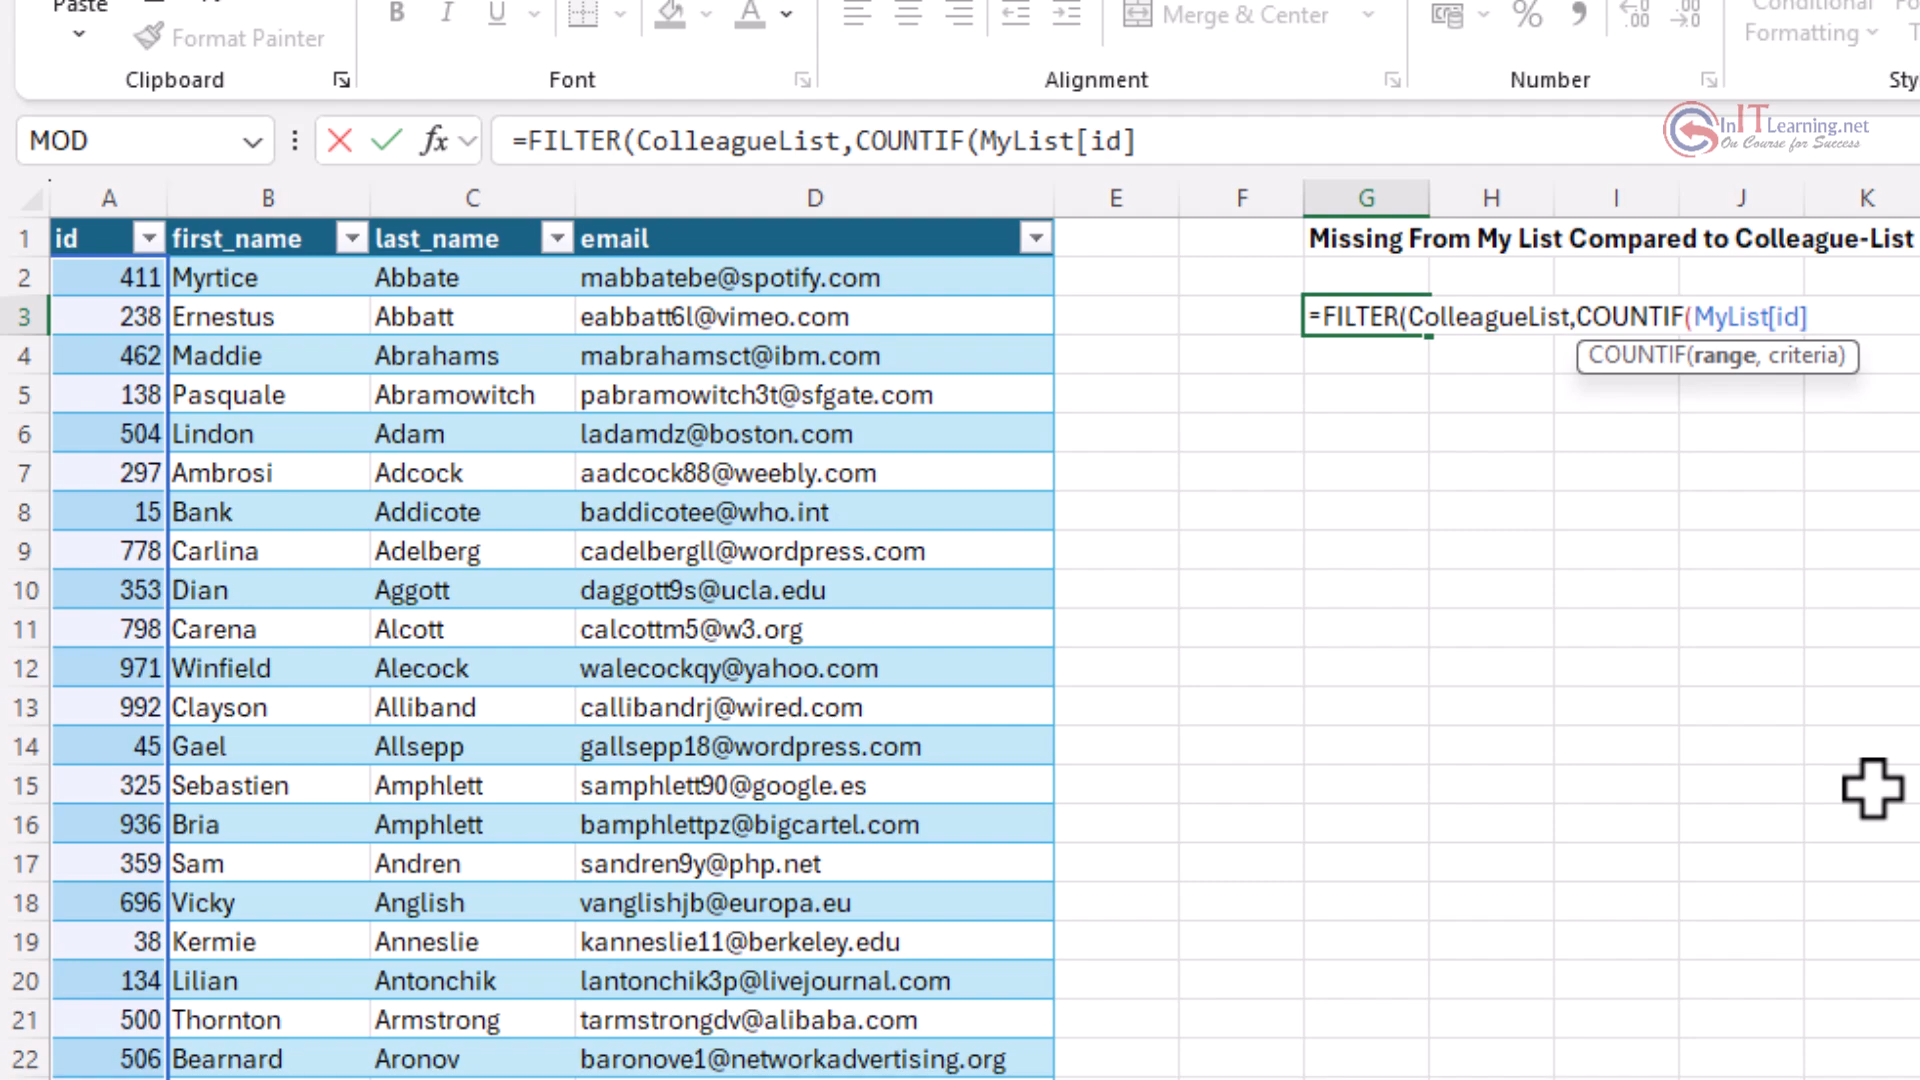 Paste
Format Painter
B I U
A
Merge & Center
%
Conditional
Formatting
Clipboard
Font
Alignment
Number
InITLearning.net
On Course for Success
MOD
fx
=FILTER(ColleagueList,COUNTIF(MyList[id]
A B C D E F G H I J K
1 id first_name last_name email Missing From My List Compared to Colleague-List
2 411 Myrtice Abbate mabbatebe@spotify.com
3 238 Ernestus Abbatt eabbatt6l@vimeo.com =FILTER(ColleagueList,COUNTIF(MyList[id]
4 462 Maddie Abrahams mabrahamsct@ibm.com COUNTIF(range, criteria)
5 138 Pasquale Abramowitch pabramowitch3t@sfgate.com
6 504 Lindon Adam ladamdz@boston.com
7 297 Ambrosi Adcock aadcock88@weebly.com
8 15 Bank Addicote baddicotee@who.int
9 778 Carlina Adelberg cadelbergll@wordpress.com
10 353 Dian Aggott daggott9s@ucla.edu
11 798 Carena Alcott calcottm5@w3.org
12 971 Winfield Alecock walecockqy@yahoo.com
13 992 Clayson Alliband callibandrj@wired.com
14 45 Gael Allsepp gallsepp18@wordpress.com
15 325 Sebastien Amphlett samphlett90@google.es
16 936 Bria Amphlett bamphlettpz@bigcartel.com
17 359 Sam Andren sandren9y@php.net
18 696 Vicky Anglish vanglishjb@europa.eu
19 38 Kermie Anneslie kanneslie11@berkeley.edu
20 134 Lilian Antonchik lantonchik3p@livejournal.com
21 500 Thornton Armstrong tarmstrongdv@alibaba.com
22 506 Bearnard Aronov baronove1@networkadvertising.org